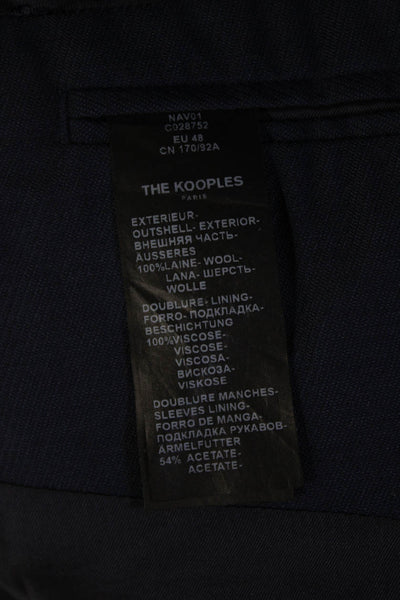 NAV01
C028752
EU 48
CN 170/92A
THE KOOPLES
PARIS
EXTERIEUR-
OUTSHELL- EXTERIOR-
ВНЕШНЯЯ ЧАСТЬ-
ÄUSSERES
100%LAINE- WOOL-
LANA- ШЕРСТЬ-
WOLLE
DOUBLURE- LINING-
FORRO- ПОДКЛАДКА-
BESCHICHTUNG
100%VISCOSE-
VISCOSE-
VISCOSA-
ВИСКОЗА-
VISKOSE
DOUBLURE MANCHES-
SLEEVES LINING-
FORRO DE MANGA-
ПОДКЛАДКА РУКАВОВ-
ÄRMELFUTTER
54% ACETATE-
ACETATE-